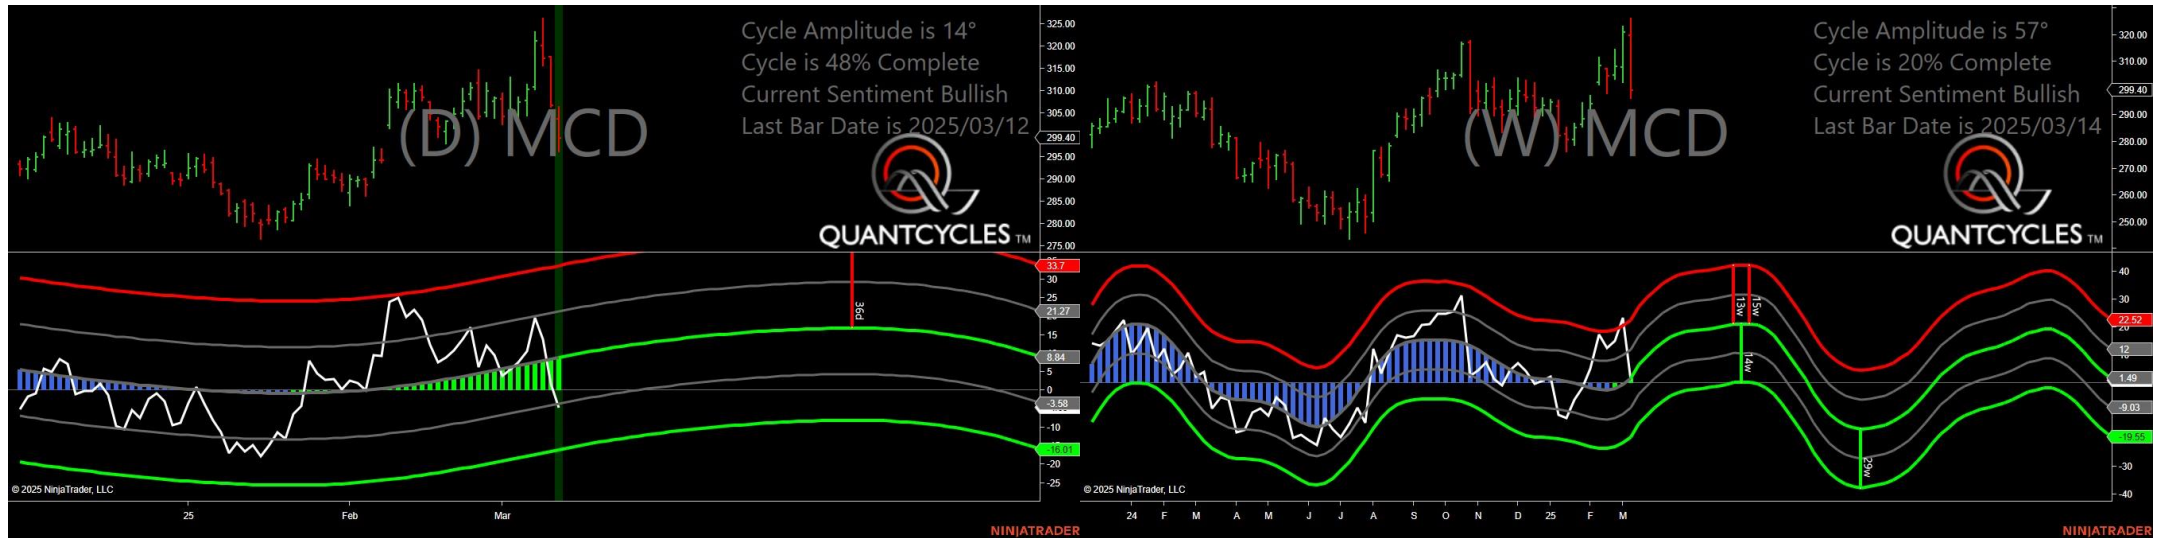 Cycle Amplitude is 14°
Cycle is 48% Complete
Current Sentiment Bullish
Last Bar Date is 2025/03/12
(D) MCD
QUANTCYCLES TM
325.00
320.00
315.00
310.00
305.00
299.40
295.00
290.00
285.00
280.00
275.00
33.7
30
25
21.27
15
8.84
5
0
-3.58
-10
-16.01
-20
-25
36d
© 2025 NinjaTrader, LLC
25 Feb Mar
NINJATRADER
Cycle Amplitude is 57°
Cycle is 20% Complete
Current Sentiment Bullish
Last Bar Date is 2025/03/14
(W) MCD
QUANTCYCLES TM
320.00
310.00
299.40
290.00
280.00
270.00
260.00
250.00
40
30
22.52
12
1.49
-9.03
-19.55
-30
-40
13w
15w
14w
29w
© 2025 NinjaTrader, LLC
24 F M A M J J A S O N D 25 F M
NINJATRADER